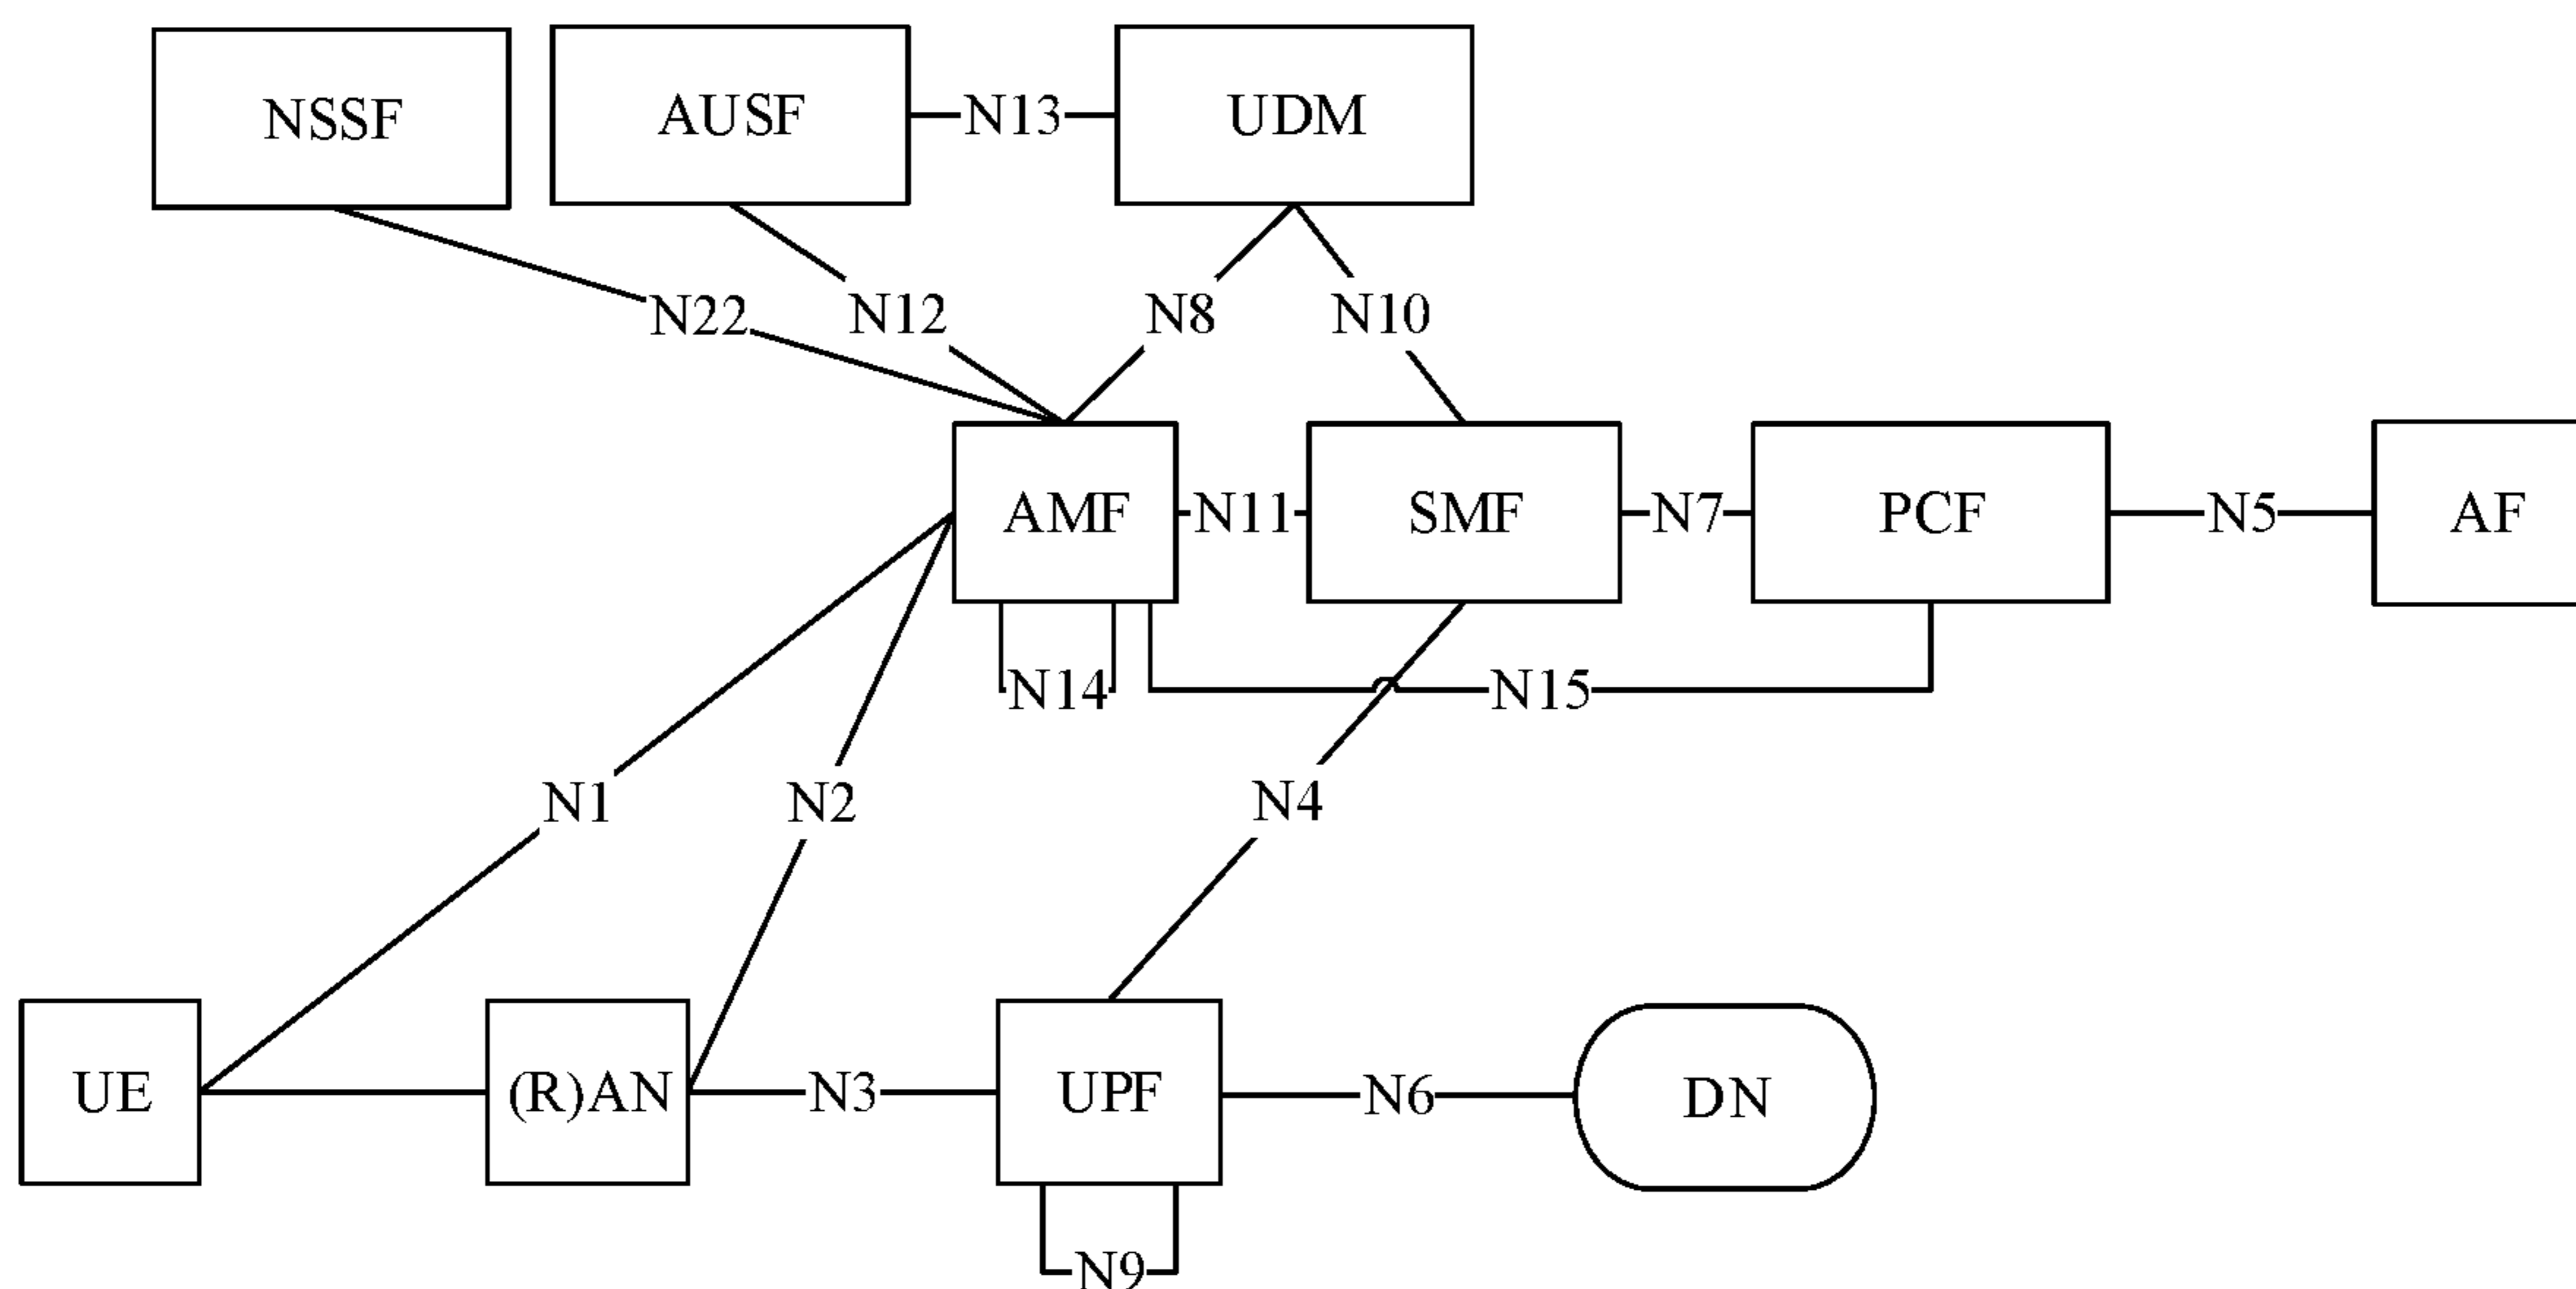 NSSF
AUSF
N13
UDM
N22
N12
N8
N10
AMF
N11
SMF
N7
PCF
N5
AF
N14
N15
N1
N2
N4
UE
(R)AN
N3
UPF
N6
DN
N9